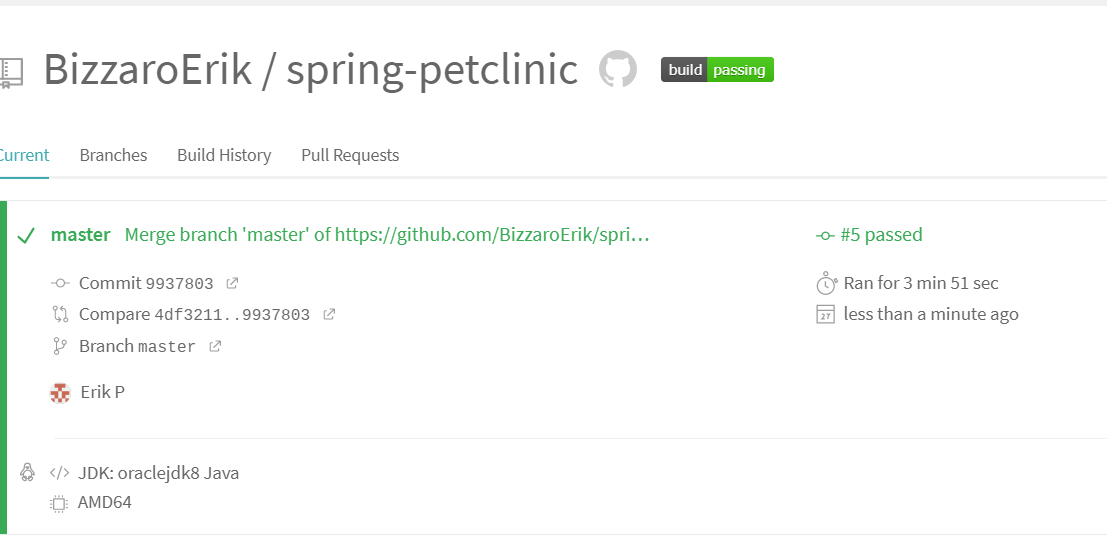 BizzaroErik / spring-petclinic build passing
Current Branches Build History Pull Requests
master Merge branch 'master' of https://github.com/BizzaroErik/spri… #5 passed
Commit 9937803 Ran for 3 min 51 sec
Compare 4df3211..9937803 27 less than a minute ago
Branch master
Erik P
</> JDK: oraclejdk8 Java
AMD64